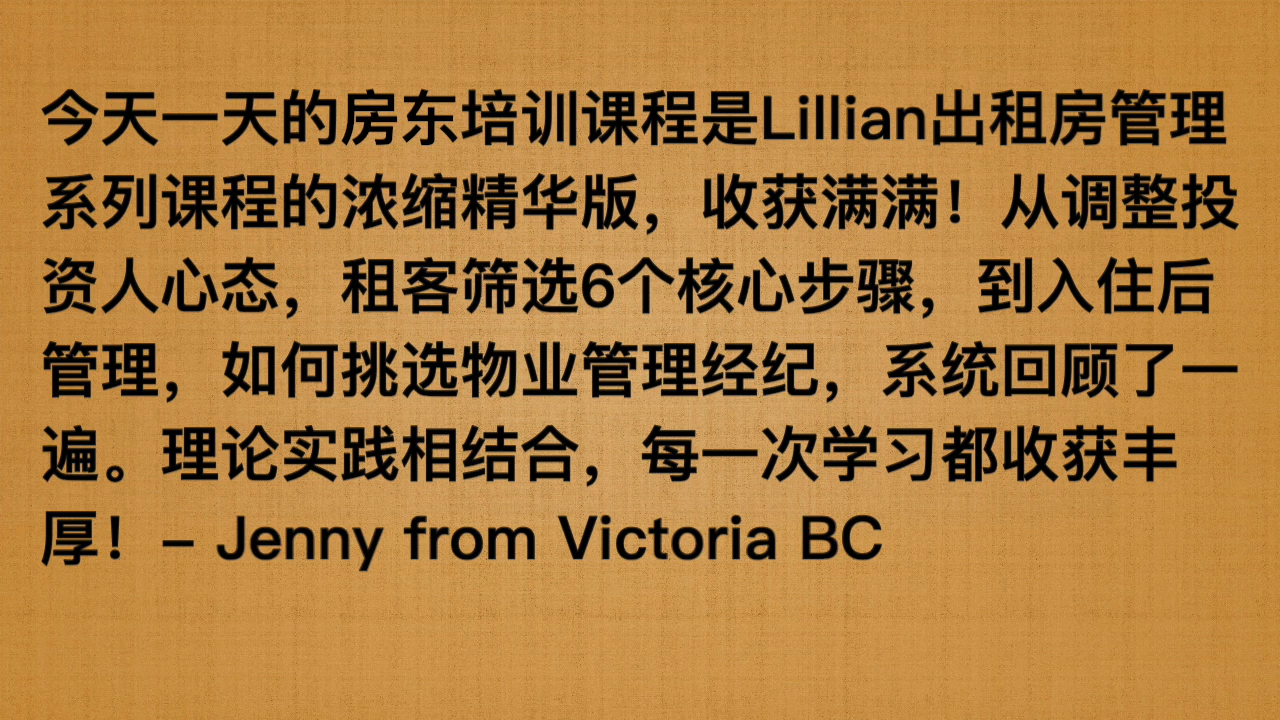 今天一天的房东培训课程是Lillian出租房管理
系列课程的浓缩精华版，收获满满！从调整投
资人心态，租客筛选6个核心步骤，到入住后
管理，如何挑选物业管理经纪，系统回顾了一
遍。理论实践相结合，每一次学习都收获丰
厚！– Jenny from Victoria BC